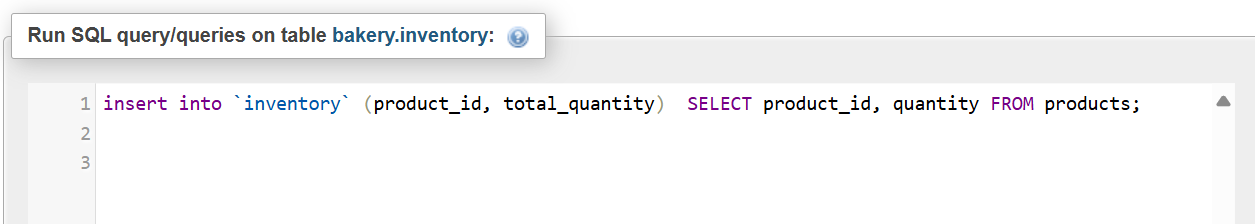 Run SQL query/queries on table bakery.inventory:
1 insert into `inventory` (product_id, total_quantity)  SELECT product_id, quantity FROM products;
2
3